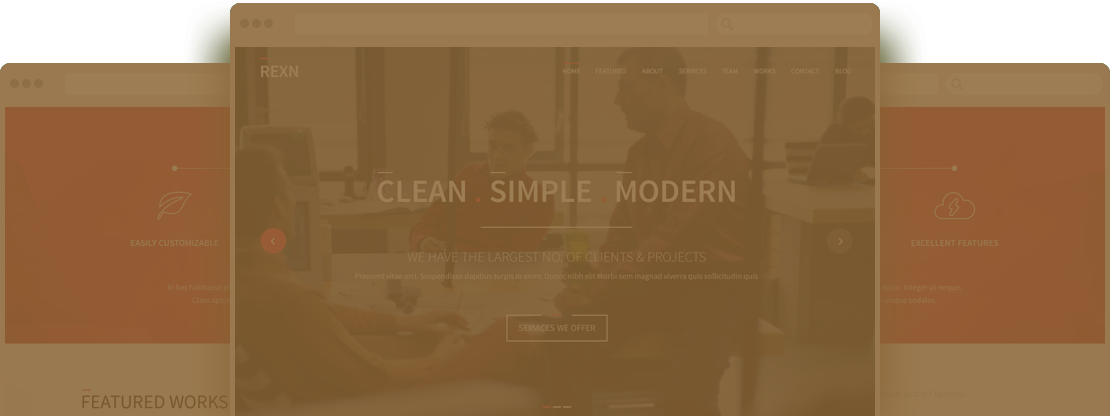 REXN
HOME FEATURES ABOUT SERVICES TEAM WORKS CONTACT BLOG
CLEAN . SIMPLE . MODERN
EASILY CUSTOMIZABLE
EXCELLENT FEATURES
WE HAVE THE LARGEST NO. OF CLIENTS & PROJECTS
Praesent vitae orci. Suspendisse dapibus turpis in enim. Donec nibh elit morbi sem magnad viverra quis sollicitudin quis
SERVICES WE OFFER
FEATURED WORKS